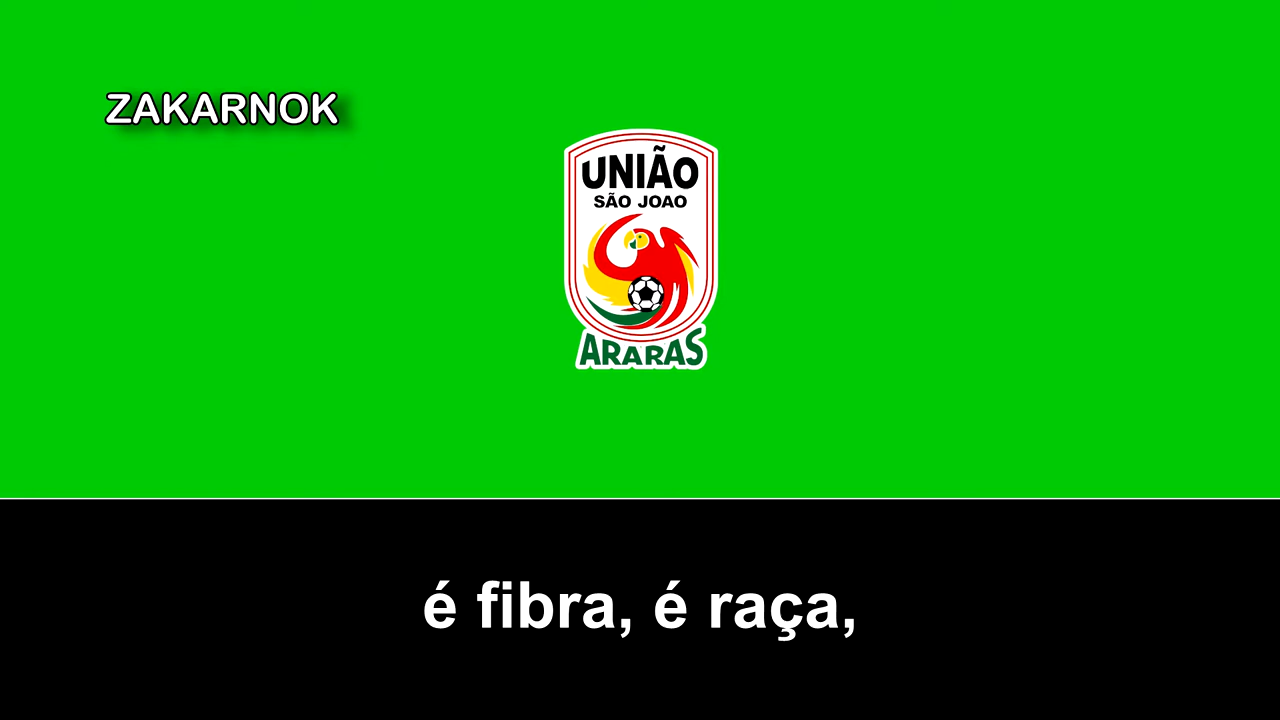 ZAKARNOK
UNIÃO
SÃO JOAO
ARARAS
é fibra, é raça,